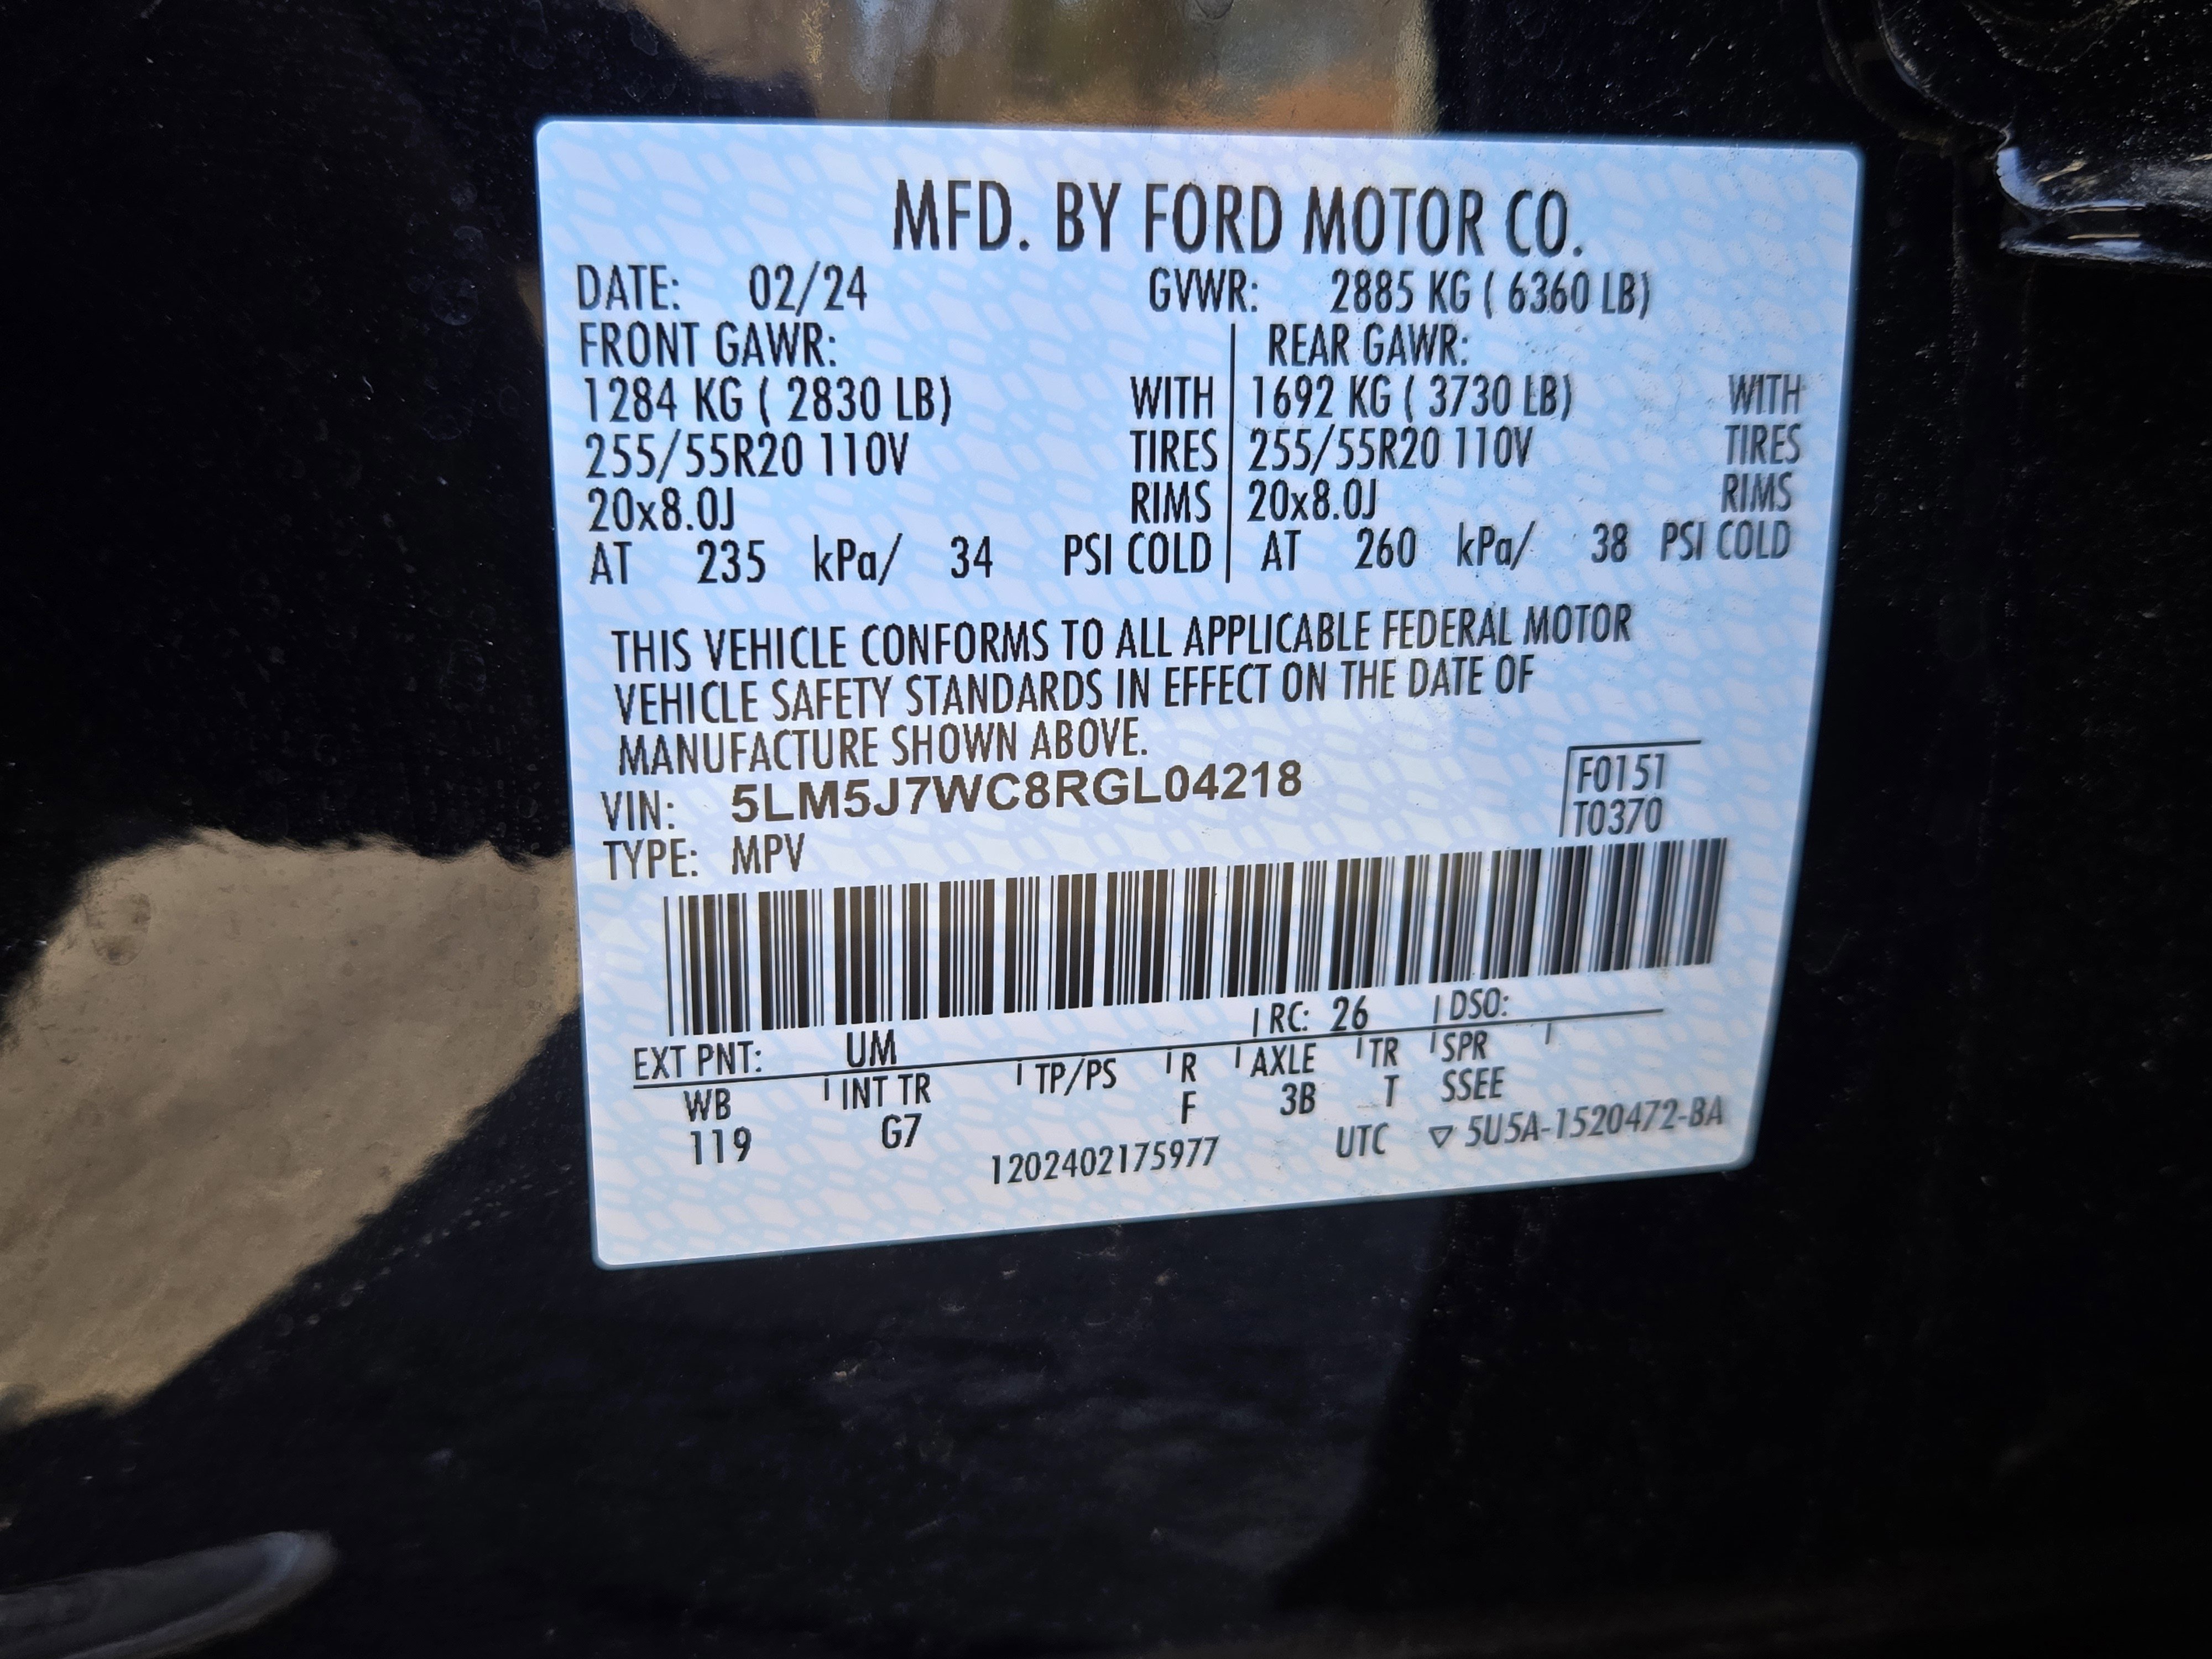 MFD. BY FORD MOTOR CO.
DATE: 02/24 GVWR: 2885 KG ( 6360 LB)
FRONT GAWR: REAR GAWR:
1284 KG ( 2830 LB) WITH 1692 KG ( 3730 LB) WITH
255/55R20 110V TIRES 255/55R20 110V TIRES
20x8.0J RIMS 20x8.0J RIMS
AT 235 kPa/ 34 PSI COLD AT 260 kPa/ 38 PSI COLD
THIS VEHICLE CONFORMS TO ALL APPLICABLE FEDERAL MOTOR
VEHICLE SAFETY STANDARDS IN EFFECT ON THE DATE OF
MANUFACTURE SHOWN ABOVE.
VIN: 5LM5J7WC8RGL04218 F0151
TYPE: MPV T0370
EXT PNT: UM RC: 26 DSO:
WB INT TR TP/PS R AXLE TR SPR
119 G7 F 3B T SSEE
1202402175977 UTC ▽ 5U5A-1520472-BA